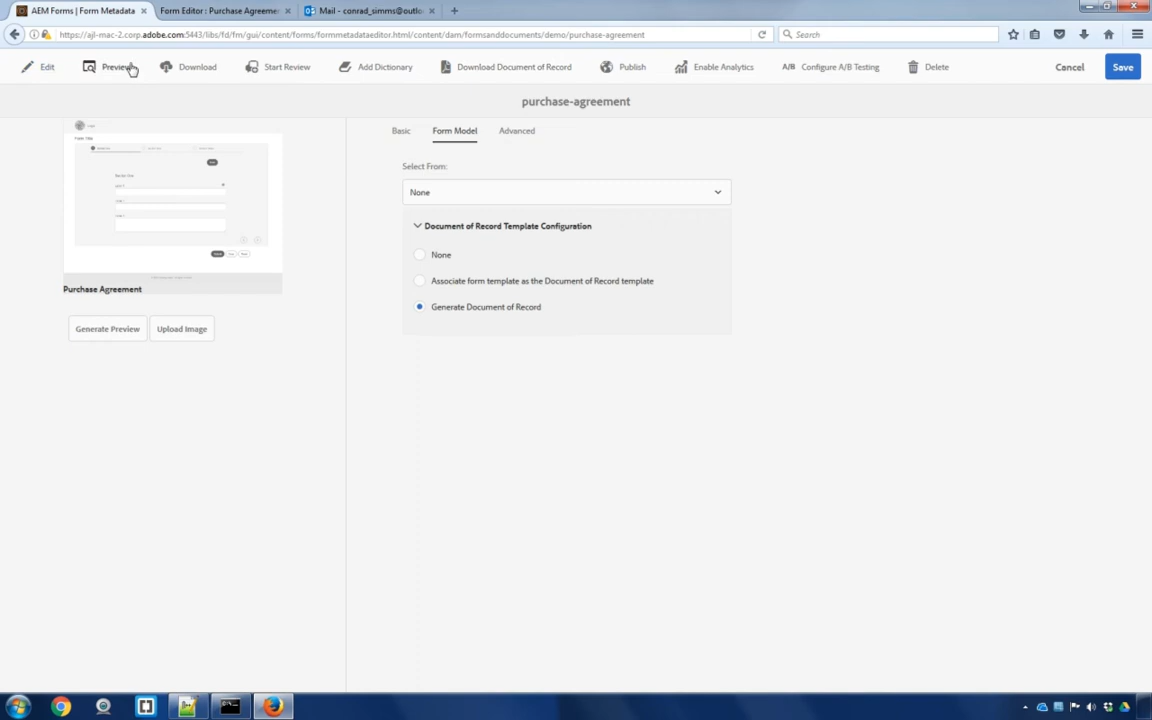 AEM Forms | Form Metadata
Form Editor : Purchase Agreeme
Mail - conrad_simms@outlo
https://ajl-mac-2.corp.adobe.com:5443/libs/fd/fm/gui/content/forms/formmetadataeditor.html/content/dam/formsanddocuments/demo/purchase-agreement
Search
Edit
Preview
Download
Start Review
Add Dictionary
Download Document of Record
Publish
Enable Analytics
A/B Configure A/B Testing
Delete
Cancel
Save
purchase-agreement
Basic
Form Model
Advanced
Select From:
None
Document of Record Template Configuration
None
Associate form template as the Document of Record template
Generate Document of Record
Form Title
Purchase Agreement
Generate Preview
Upload Image